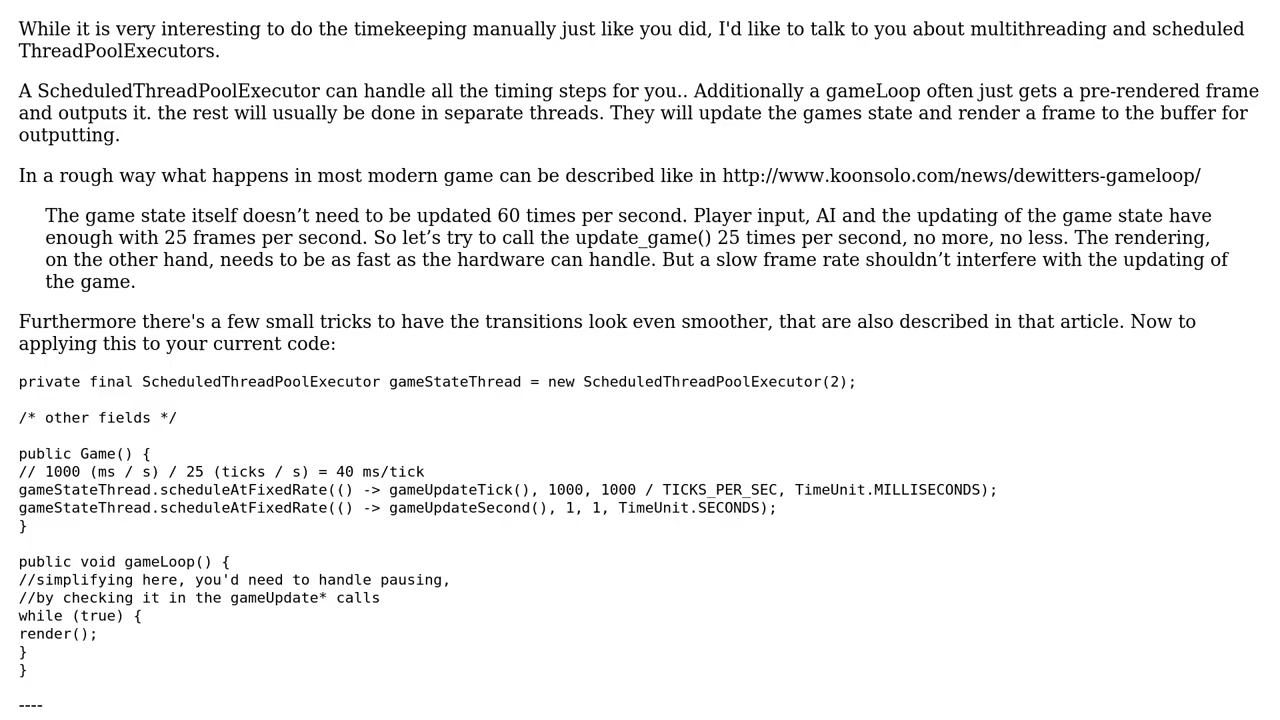 While it is very interesting to do the timekeeping manually just like you did, I'd like to talk to you about multithreading and scheduled
ThreadPoolExecutors.
A ScheduledThreadPoolExecutor can handle all the timing steps for you.. Additionally a gameLoop often just gets a pre-rendered frame
and outputs it. the rest will usually be done in separate threads. They will update the games state and render a frame to the buffer for
outputting.
In a rough way what happens in most modern game can be described like in http://www.koonsolo.com/news/dewitters-gameloop/
The game state itself doesn’t need to be updated 60 times per second. Player input, AI and the updating of the game state have
enough with 25 frames per second. So let’s try to call the update_game() 25 times per second, no more, no less. The rendering,
on the other hand, needs to be as fast as the hardware can handle. But a slow frame rate shouldn’t interfere with the updating of
the game.
Furthermore there's a few small tricks to have the transitions look even smoother, that are also described in that article. Now to
applying this to your current code:
private final ScheduledThreadPoolExecutor gameStateThread = new ScheduledThreadPoolExecutor(2);
/* other fields */
public Game() {
// 1000 (ms / s) / 25 (ticks / s) = 40 ms/tick
gameStateThread.scheduleAtFixedRate(() -> gameUpdateTick(), 1000, 1000 / TICKS_PER_SEC, TimeUnit.MILLISECONDS);
gameStateThread.scheduleAtFixedRate(() -> gameUpdateSecond(), 1, 1, TimeUnit.SECONDS);
}
public void gameLoop() {
//simplifying here, you'd need to handle pausing,
//by checking it in the gameUpdate* calls
while (true) {
render();
}
}
----